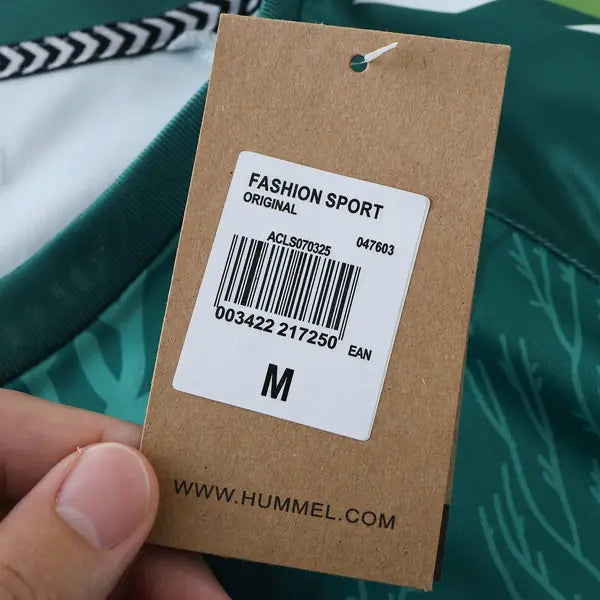 FASHION SPORT
ORIGINAL
ACLS070325 047603
003422 217250 EAN
M
WWW.HUMMEL.COM